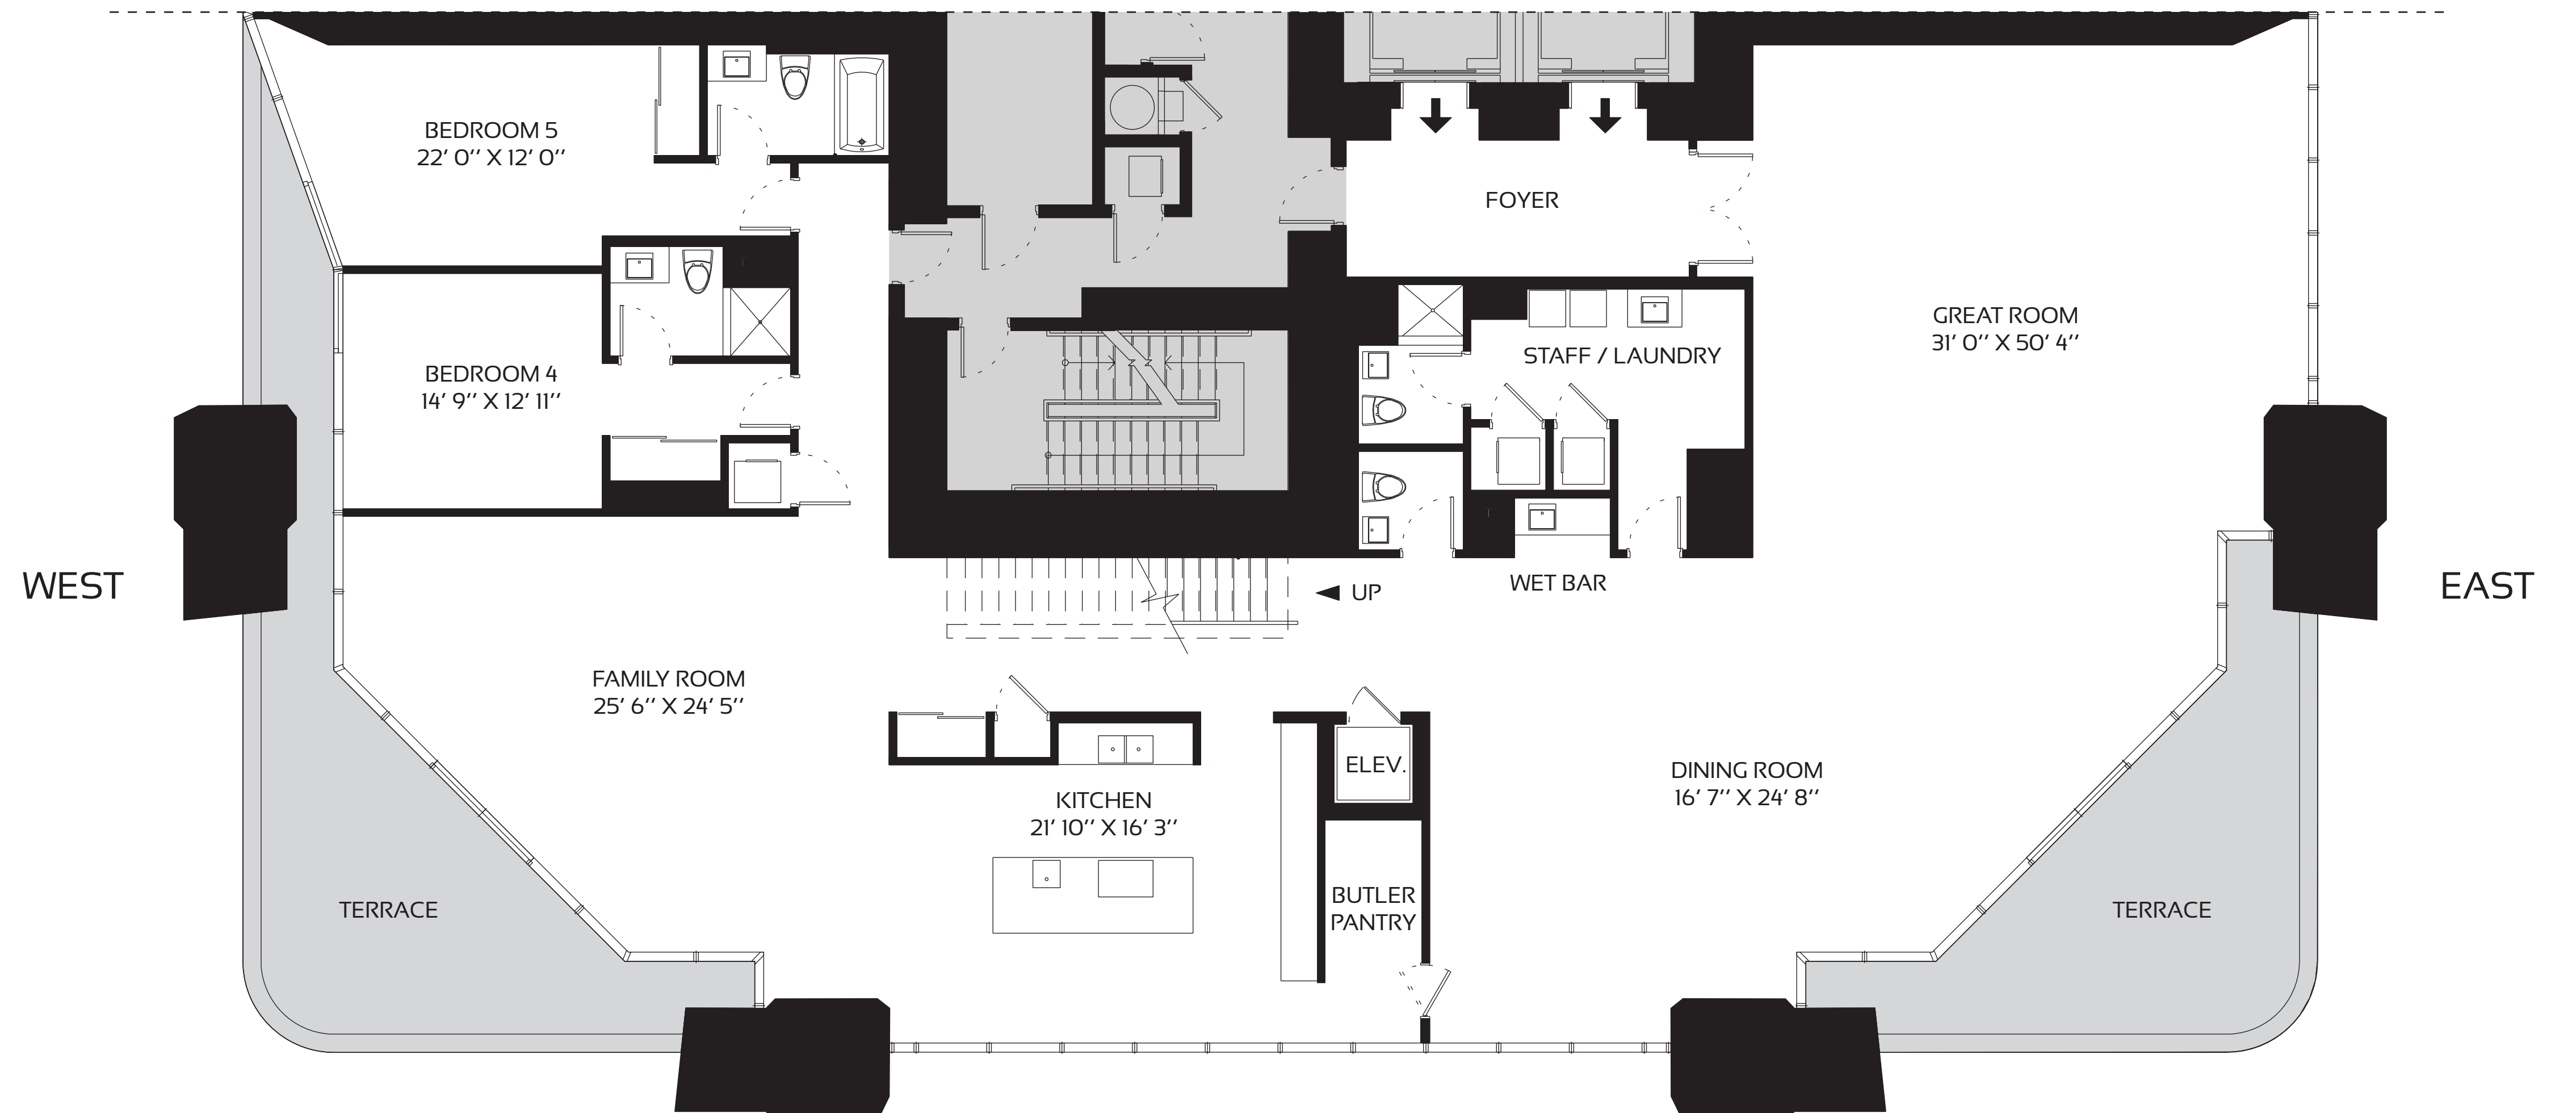 BEDROOM 5
22' 0'' X 12' 0''
FOYER
GREAT ROOM
31' 0'' X 50' 4''
STAFF / LAUNDRY
BEDROOM 4
14' 9'' X 12' 11''
WEST
EAST
UP
WET BAR
FAMILY ROOM
25' 6'' X 24' 5''
ELEV.
DINING ROOM
16' 7'' X 24' 8''
KITCHEN
21' 10'' X 16' 3''
BUTLER
PANTRY
TERRACE
TERRACE